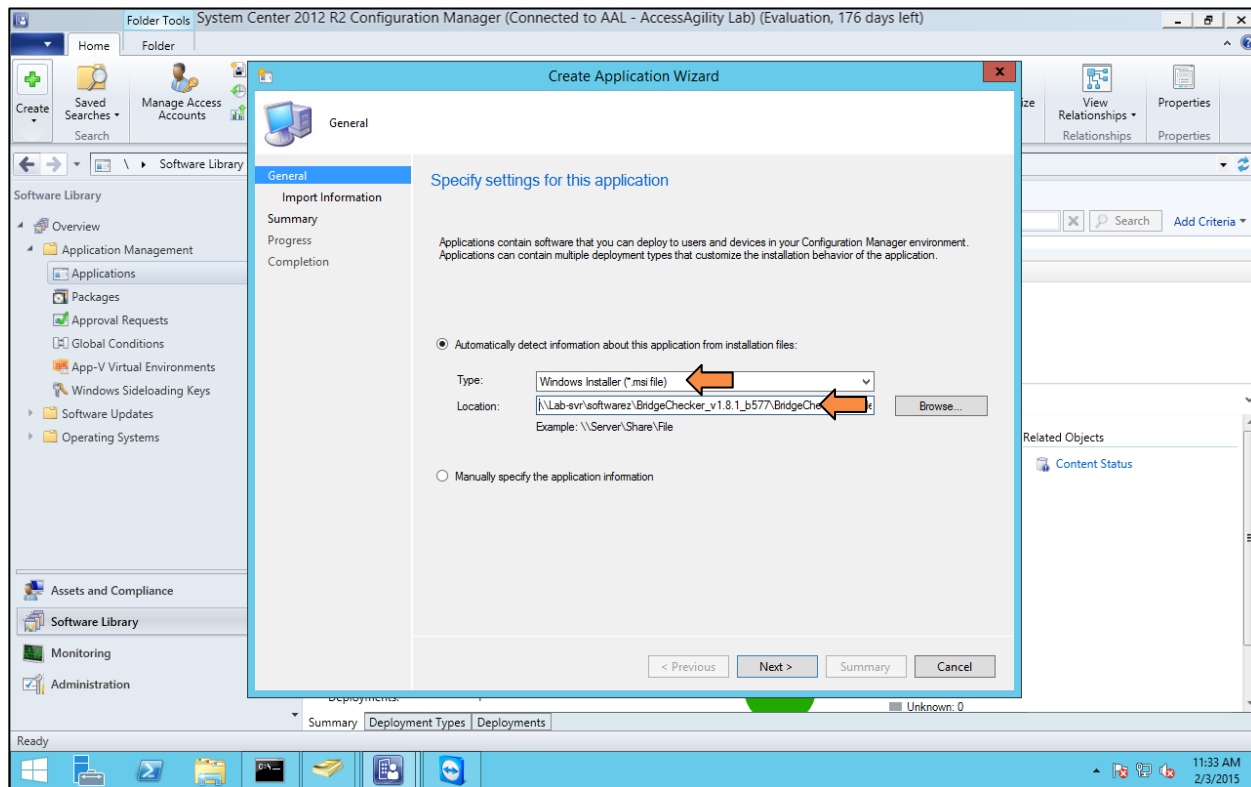 Folder Tools System Center 2012 R2 Configuration Manager (Connected to AAL - AccessAgility Lab) (Evaluation, 176 days left)
Home Folder
Create
Saved Searches
Search
Manage Access Accounts
View Relationships
Relationships
Properties
Properties
\ Software Library
Software Library
Overview
Application Management
Applications
Packages
Approval Requests
Global Conditions
App-V Virtual Environments
Windows Sideloading Keys
Software Updates
Operating Systems
Assets and Compliance
Software Library
Monitoring
Administration
Create Application Wizard
General
General
Import Information
Summary
Progress
Completion
Specify settings for this application
Applications contain software that you can deploy to users and devices in your Configuration Manager environment.
Applications can contain multiple deployment types that customize the installation behavior of the application.
Automatically detect information about this application from installation files:
Type: Windows Installer (*.msi file)
Location: \\Lab-svr\softwarez\BridgeChecker_v1.8.1_b577\BridgeChe
Browse...
Example: \\Server\Share\File
Manually specify the application information
< Previous Next > Summary Cancel
Search Add Criteria
Related Objects
Content Status
Unknown: 0
Summary Deployment Types Deployments
Ready
11:33 AM
2/3/2015